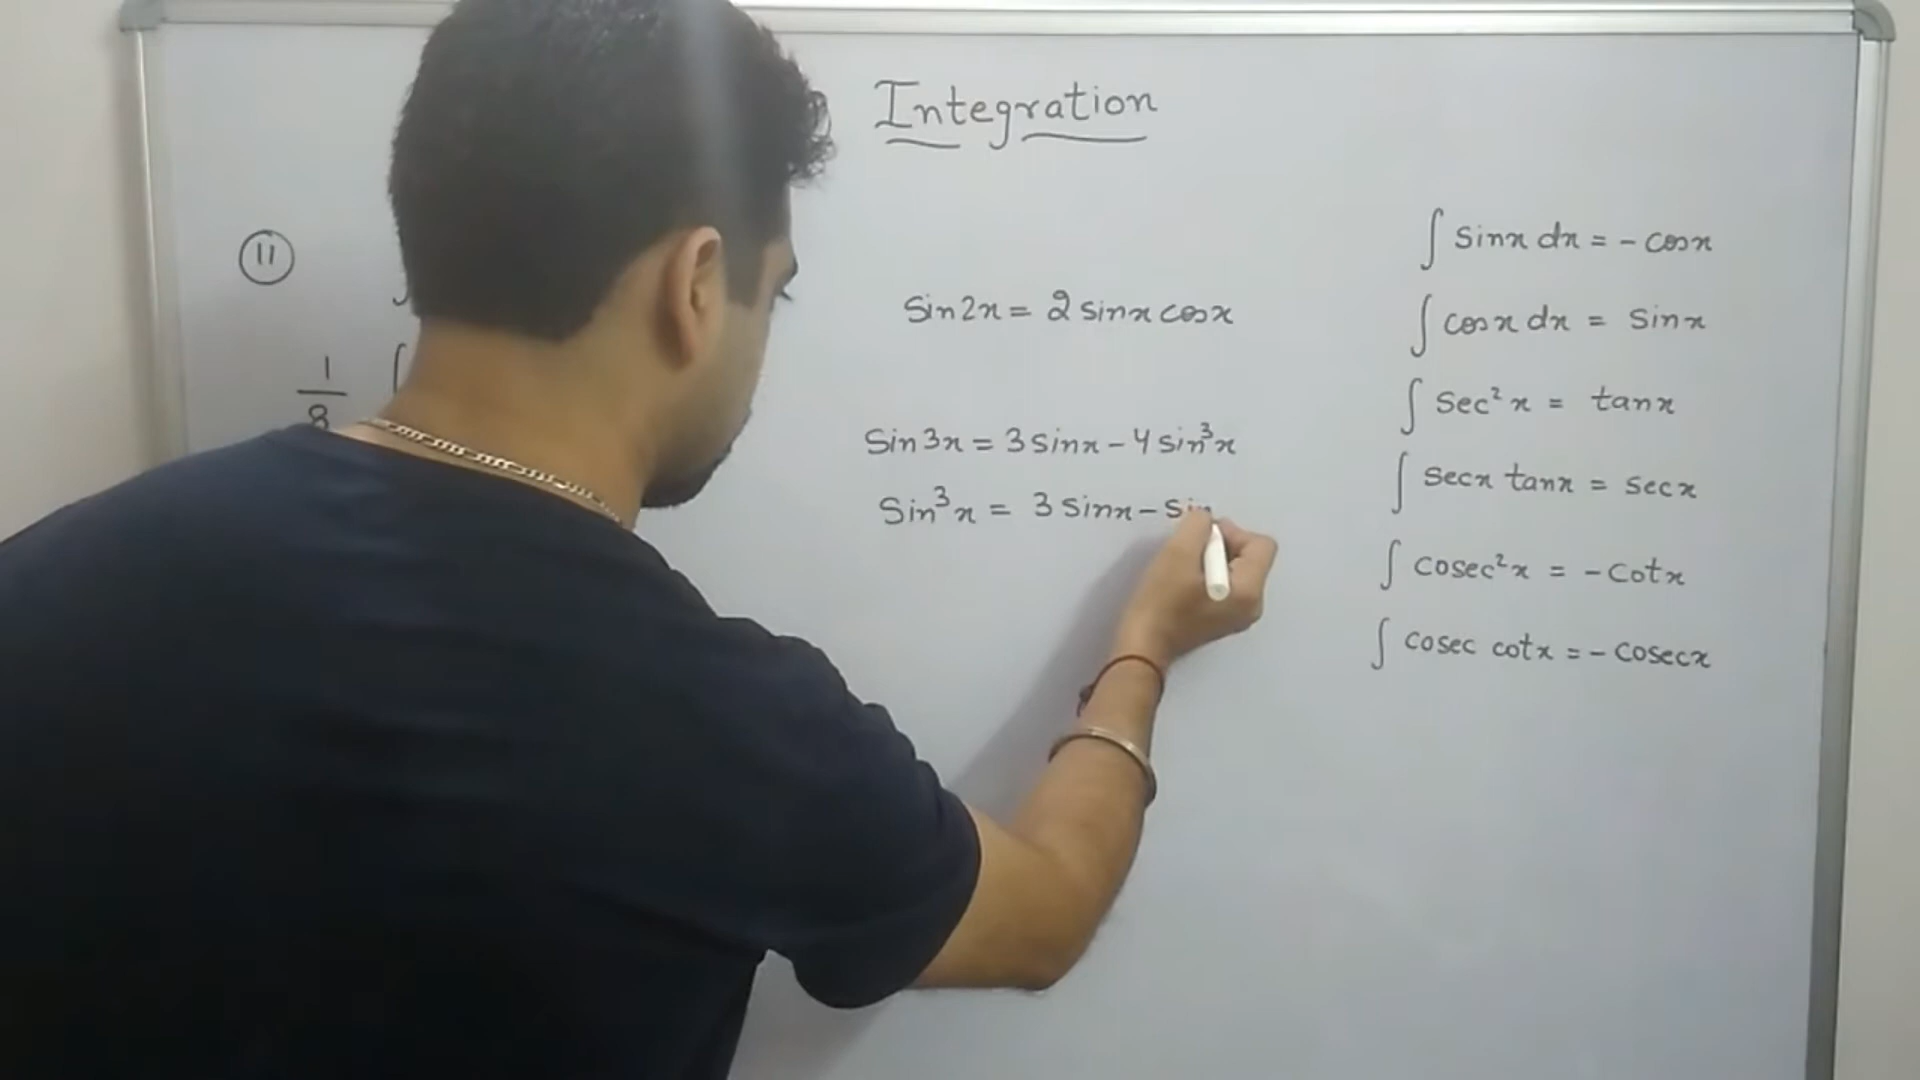 Integration
11
∫
Sin2x = 2 sinx cosx
1/8 ∫
Sin3x = 3 sinx - 4 sin³x
Sin³x = 3 sinx - sin
∫ sinx dx = - cosx
∫ cosx dx = sinx
∫ sec²x = tanx
∫ secx tanx = secx
∫ cosec²x = -cotx
∫ cosec cotx = - cosecx